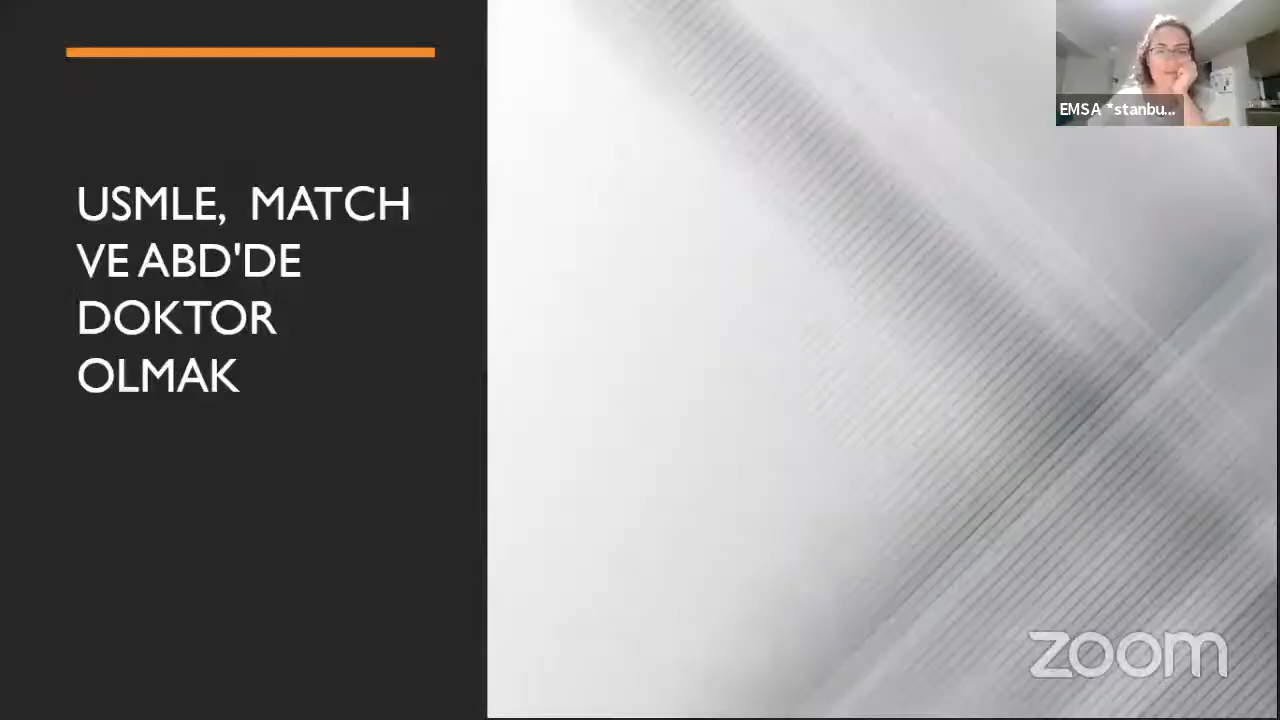 USMLE, MATCH
VE ABD'DE
DOKTOR
OLMAK
EMSA *stanbu...
zoom